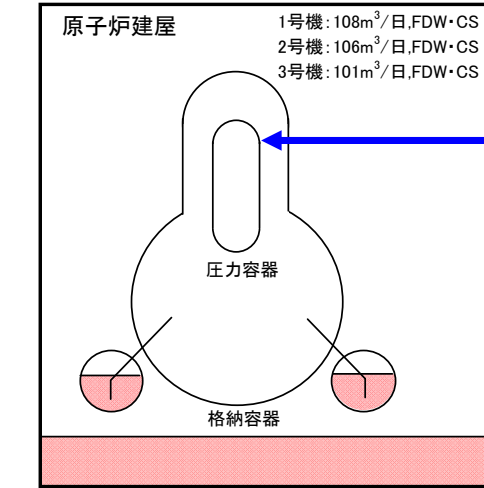 原子炉建屋
1号機:108m³/日,FDW・CS
2号機:106m³/日,FDW・CS
3号機:101m³/日,FDW・CS
圧力容器
格納容器